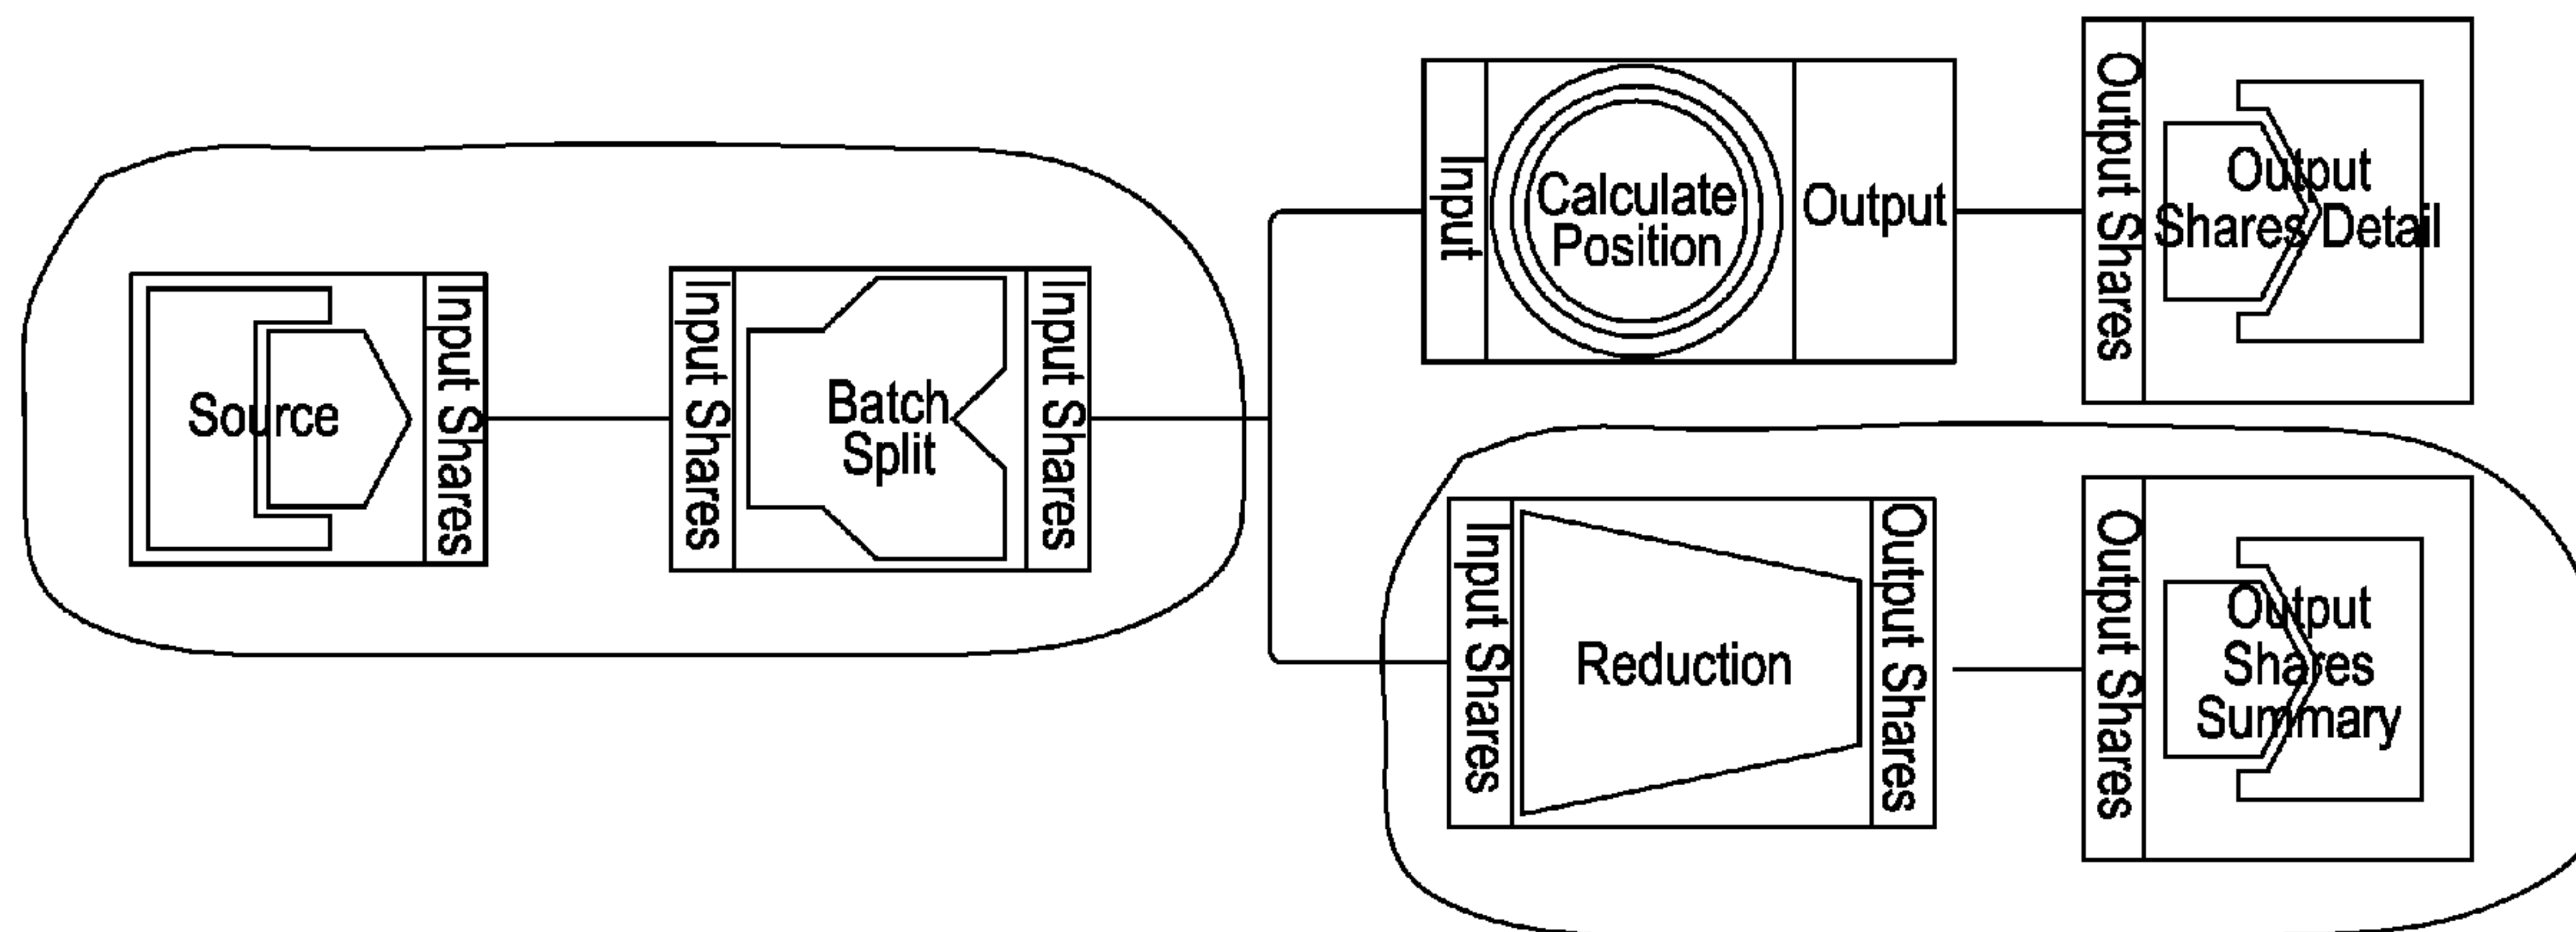 Source
Input Shares
Input Shares
Batch
Split
Input Shares
Input
Calculate
Position
Output
Output Shares
Output
Shares Detail
Input Shares
Reduction
Output Shares
Output Shares
Output
Shares
Summary